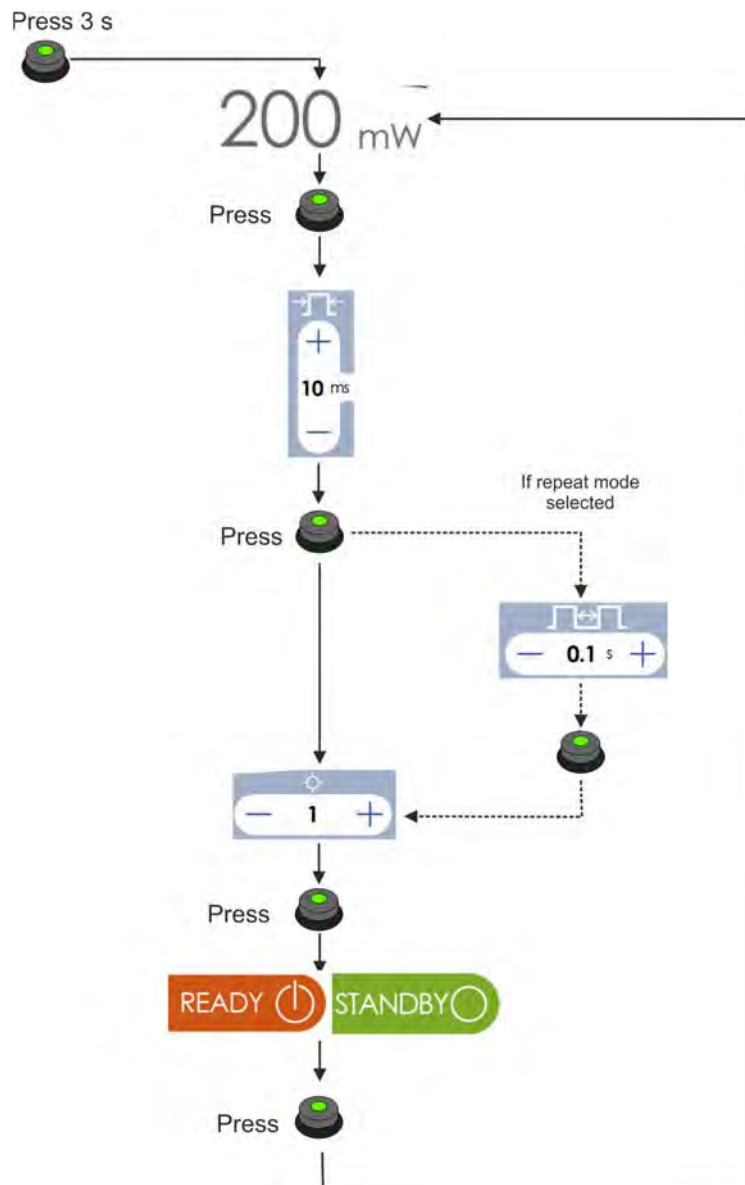 Press 3 s
200 mW
Press
+
10 ms
−
If repeat mode
selected
Press
− 0.1 s +
− 1 +
Press
READY STANDBY
Press